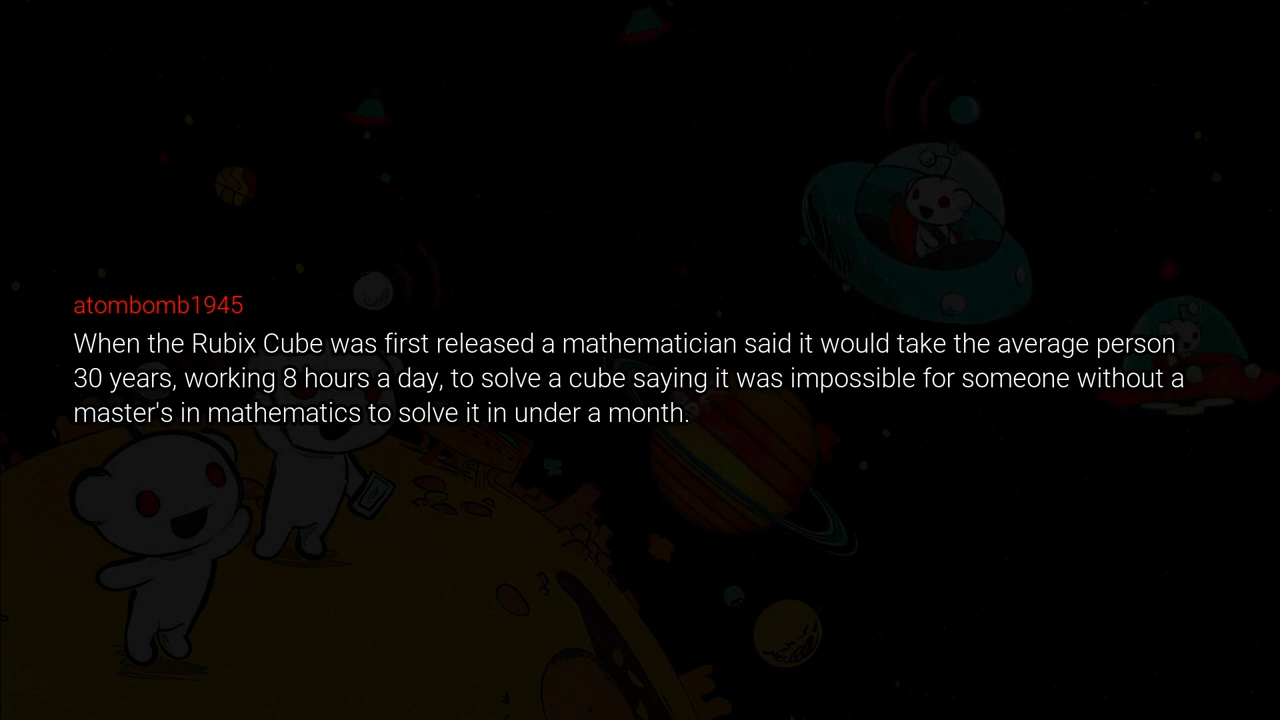 atombomb1945
When the Rubix Cube was first released a mathematician said it would take the average person
30 years, working 8 hours a day, to solve a cube saying it was impossible for someone without a
master's in mathematics to solve it in under a month.